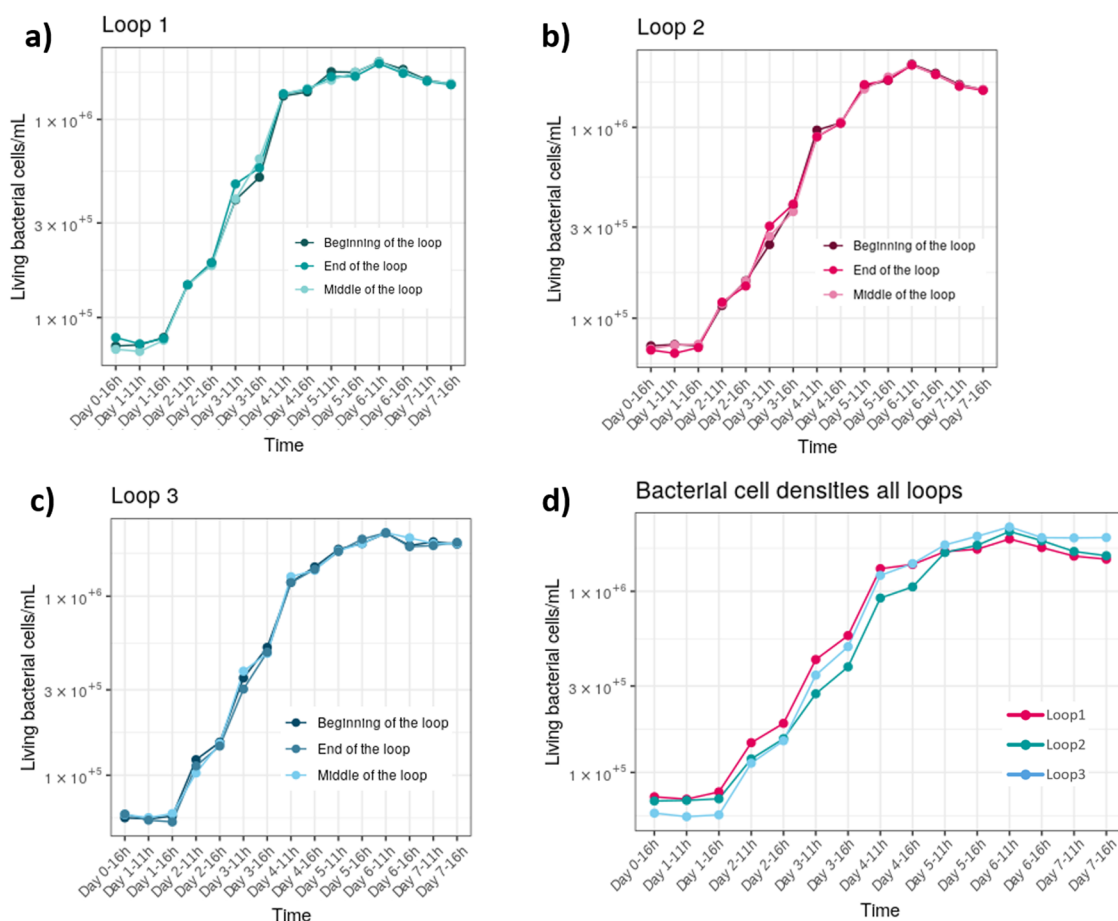 a)
Loop 1
Living bacterial cells/mL
1 × 10⁺⁶
3 × 10⁺⁵
1 × 10⁺⁵
Beginning of the loop
End of the loop
Middle of the loop
Day 0-16h
Day 1-11h
Day 1-16h
Day 2-11h
Day 2-16h
Day 3-11h
Day 3-16h
Day 4-11h
Day 4-16h
Day 5-11h
Day 5-16h
Day 6-11h
Day 6-16h
Day 7-11h
Day 7-16h
Time
b)
Loop 2
Living bacterial cells/mL
1 × 10⁺⁶
3 × 10⁺⁵
1 × 10⁺⁵
Beginning of the loop
End of the loop
Middle of the loop
Day 0-16h
Day 1-11h
Day 1-16h
Day 2-11h
Day 2-16h
Day 3-11h
Day 3-16h
Day 4-11h
Day 4-16h
Day 5-11h
Day 5-16h
Day 6-11h
Day 6-16h
Day 7-11h
Day 7-16h
Time
c)
Loop 3
Living bacterial cells/mL
1 × 10⁺⁶
3 × 10⁺⁵
1 × 10⁺⁵
Beginning of the loop
End of the loop
Middle of the loop
Day 0-16h
Day 1-11h
Day 1-16h
Day 2-11h
Day 2-16h
Day 3-11h
Day 3-16h
Day 4-11h
Day 4-16h
Day 5-11h
Day 5-16h
Day 6-11h
Day 6-16h
Day 7-11h
Day 7-16h
Time
d)
Bacterial cell densities all loops
Living bacterial cells/mL
1 × 10⁺⁶
3 × 10⁺⁵
1 × 10⁺⁵
Loop1
Loop2
Loop3
Day 0-16h
Day 1-11h
Day 1-16h
Day 2-11h
Day 2-16h
Day 3-11h
Day 3-16h
Day 4-11h
Day 4-16h
Day 5-11h
Day 5-16h
Day 6-11h
Day 6-16h
Day 7-11h
Day 7-16h
Time